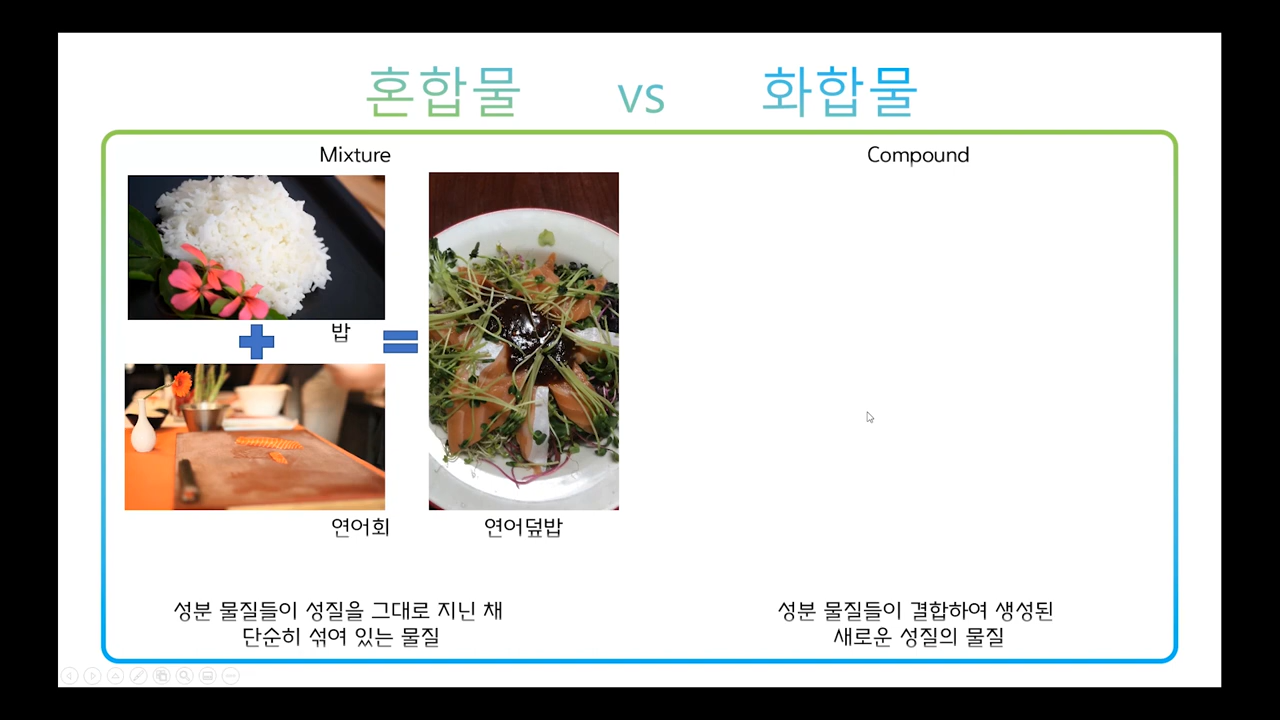 혼합물 vs 화합물
Mixture
Compound
밥
연어회
연어덮밥
성분 물질들이 성질을 그대로 지닌 채
단순히 섞여 있는 물질
성분 물질들이 결합하여 생성된
새로운 성질의 물질